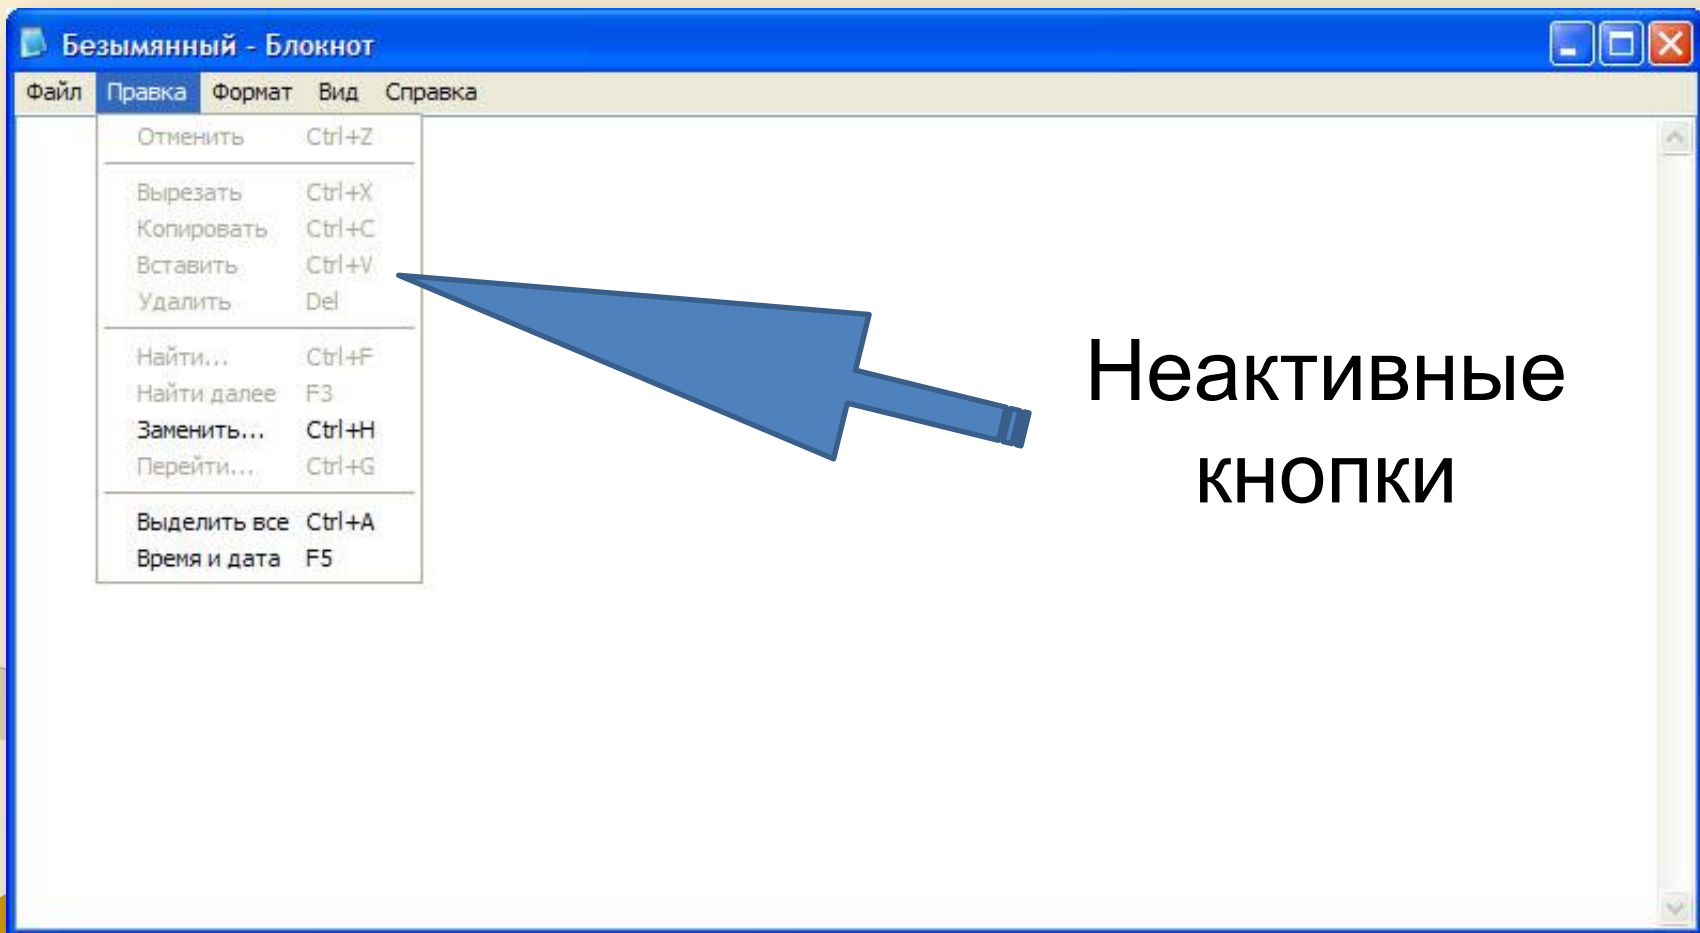 Безымянный - Блокнот
Файл Правка Формат Вид Справка
Отменить Ctrl+Z
Вырезать Ctrl+X
Копировать Ctrl+C
Вставить Ctrl+V
Удалить Del
Найти... Ctrl+F
Найти далее F3
Заменить... Ctrl+H
Перейти... Ctrl+G
Выделить все Ctrl+A
Время и дата F5
Неактивные
кнопки